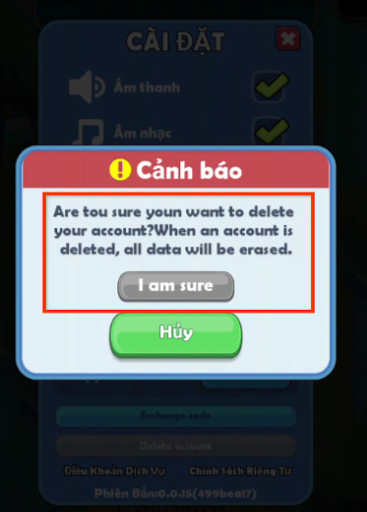 CÀI ĐẶT
Âm thanh
Âm nhạc
Cảnh báo
Are tou sure youn want to delete
your account?When an account is
deleted, all data will be erased.
I am sure
Hủy
Exchange code
Delete account
Điều Khoản Dịch Vụ Chính Sách Riêng Tư
Phiên Bản:0.0.15(499bea17)